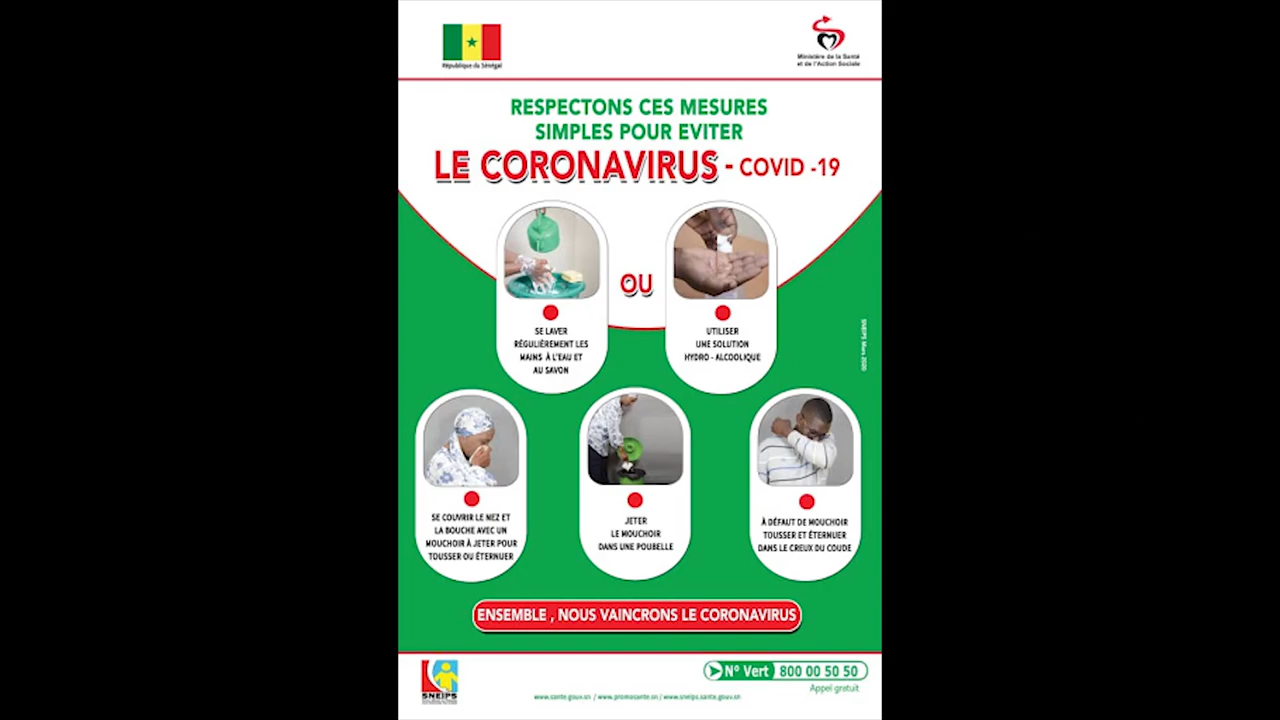 République du Sénégal
Ministère de la Santé
et de l'Action Sociale
RESPECTONS CES MESURES
SIMPLES POUR EVITER
LE CORONAVIRUS - COVID -19
OU
SE LAVER
RÉGULIÈREMENT LES
MAINS À L'EAU ET
AU SAVON
UTILISER
UNE SOLUTION
HYDRO - ALCOOLIQUE
SNEIPS Mars 2020
SE COUVRIR LE NEZ ET
LA BOUCHE AVEC UN
MOUCHOIR À JETER POUR
TOUSSER OU ÉTERNUER
JETER
LE MOUCHOIR
DANS UNE POUBELLE
À DÉFAUT DE MOUCHOIR
TOUSSER ET ÉTERNUER
DANS LE CREUX DU COUDE
ENSEMBLE , NOUS VAINCRONS LE CORONAVIRUS
SNEIPS
www.sante.gouv.sn / www.promosante.sn / www.sneips.sante.gouv.sn
N° Vert 800 00 50 50
Appel gratuit